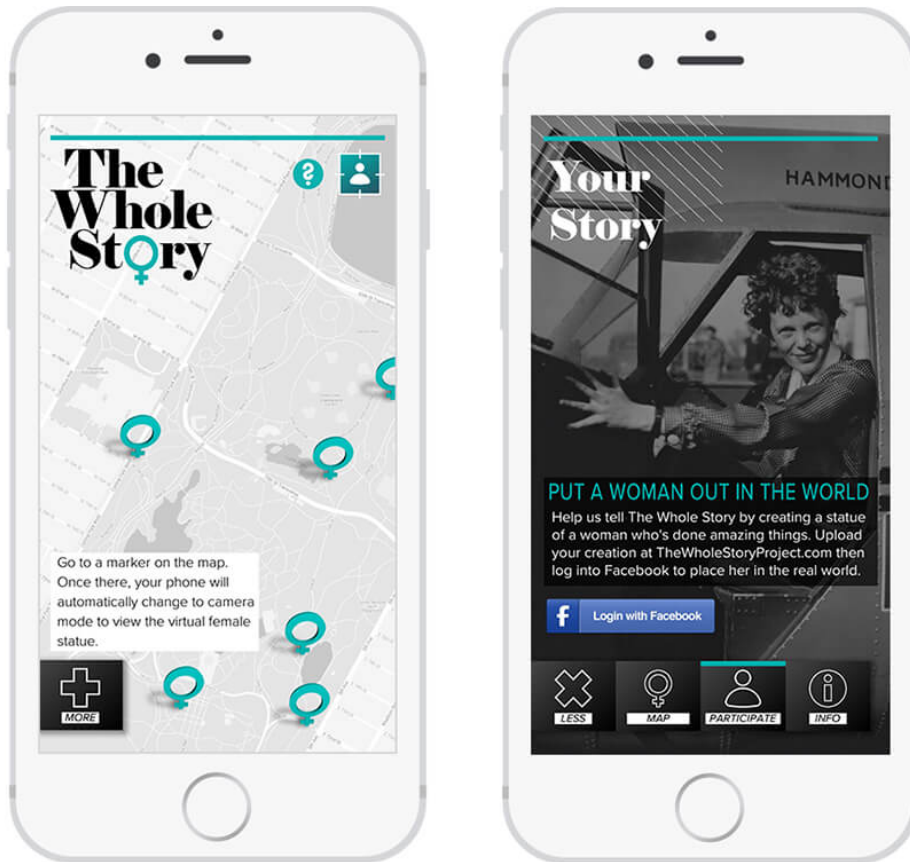 The
Whole
Story
?
Go to a marker on the map.
Once there, your phone will
automatically change to camera
mode to view the virtual female
statue.
MORE
Your
Story
HAMMOND
PUT A WOMAN OUT IN THE WORLD
Help us tell The Whole Story by creating a statue
of a woman who's done amazing things. Upload
your creation at TheWholeStoryProject.com then
log into Facebook to place her in the real world.
f Login with Facebook
LESS MAP PARTICIPATE INFO